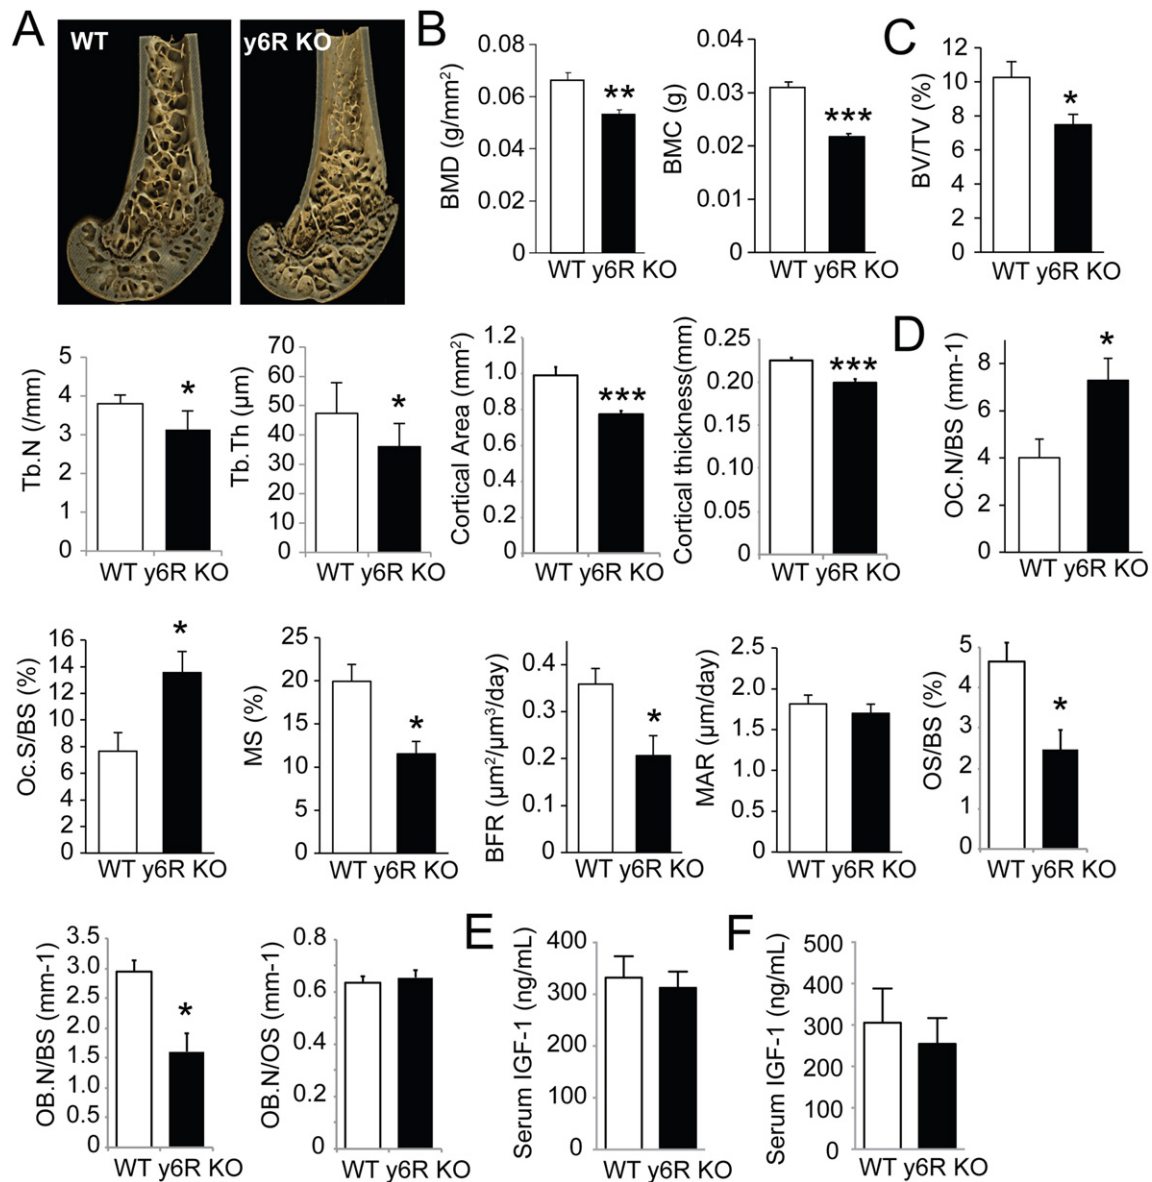 A
WT
y6R KO
B
BMD (g/mm²)
0.08
0.06
0.04
0.02
0
**
WT y6R KO
BMC (g)
0.04
0.03
0.02
0.01
0
***
WT y6R KO
C
BV/TV (%)
12
10
8
6
4
2
0
*
WT y6R KO
Tb.N (/mm)
5
4
3
2
1
0
*
WT y6R KO
Tb.Th (µm)
70
60
50
40
30
20
10
0
*
WT y6R KO
Cortical Area (mm²)
1.2
1.0
0.8
0.6
0.4
0.2
0
***
WT y6R KO
Cortical thickness(mm)
0.25
0.20
0.15
0.10
0.05
0
***
WT y6R KO
D
OC.N/BS (mm-1)
8
6
4
2
0
*
WT y6R KO
Oc.S/BS (%)
16
14
12
10
8
6
4
2
0
*
WT y6R KO
MS (%)
25
20
15
10
5
0
*
WT y6R KO
BFR (µm²/µm³/day)
0.4
0.3
0.2
0.1
0
*
WT y6R KO
MAR (µm/day)
2.5
2.0
1.5
1.0
0.5
0
WT y6R KO
OS/BS (%)
5
4
3
2
1
0
*
WT y6R KO
OB.N/BS (mm-1)
3.5
3.0
2.5
2.0
1.5
1.0
0.5
0
*
WT y6R KO
OB.N/OS (mm-1)
0.8
0.6
0.4
0.2
0
WT y6R KO
E
Serum IGF-1 (ng/mL)
400
300
200
100
0
WT y6R KO
F
Serum IGF-1 (ng/mL)
500
400
300
200
100
0
WT y6R KO